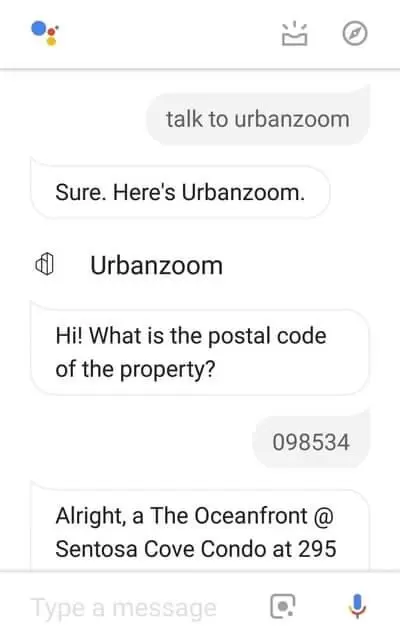 talk to urbanzoom
Sure. Here's Urbanzoom.
Urbanzoom
Hi! What is the postal code
of the property?
098534
Alright, a The Oceanfront @
Sentosa Cove Condo at 295
Type a message